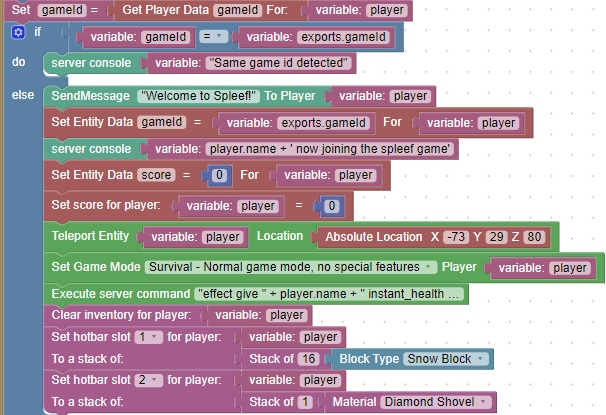 Set gameId = Get Player Data gameId For: variable: player
if variable: gameId = variable: exports.gameId
do server console variable: "Same game id detected"
else SendMessage "Welcome to Spleef!" To Player variable: player
Set Entity Data gameId = variable: exports.gameId For variable: player
server console variable: player.name + ' now joining the spleef game'
Set Entity Data score = 0 For variable: player
Set score for player: variable: player = 0
Teleport Entity variable: player Location Absolute Location X -73 Y 29 Z 80
Set Game Mode Survival - Normal game mode, no special features Player variable: player
Execute server command "effect give " + player.name + " instant_health ...
Clear inventory for player: variable: player
Set hotbar slot 1 for player: variable: player
To a stack of: Stack of 16 Block Type Snow Block
Set hotbar slot 2 for player: variable: player
To a stack of: Stack of 1 Material Diamond Shovel